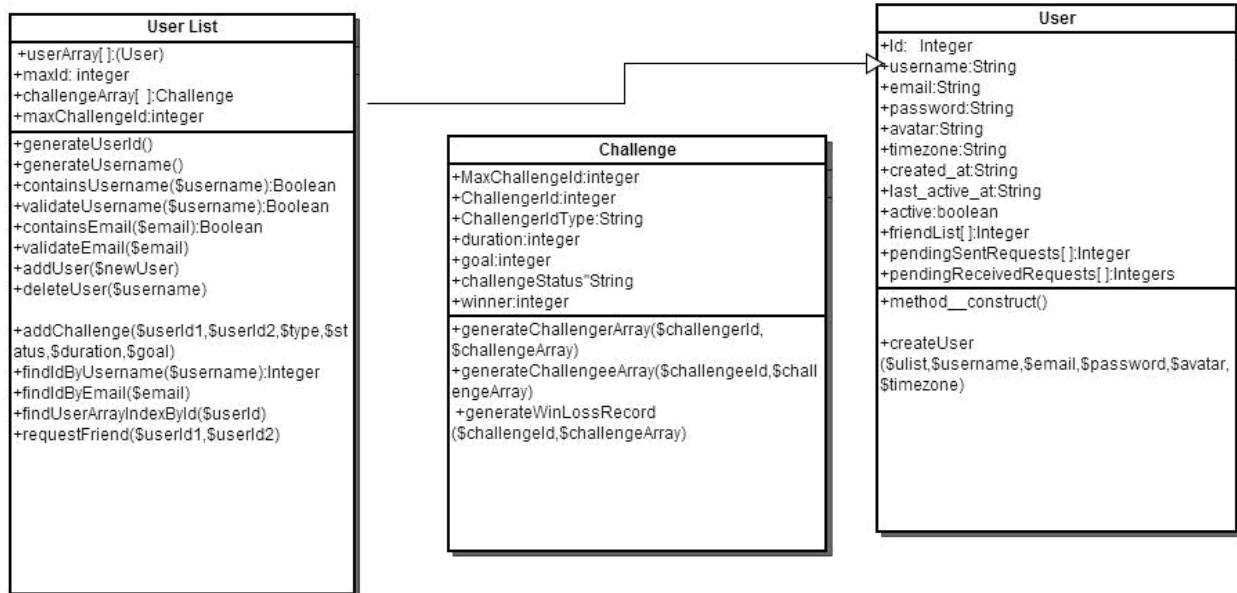 User List
+userArray[ ]:(User)
+maxId: integer
+challengeArray[ ]:Challenge
+maxChallengeId:integer
+generateUserId()
+generateUsername()
+containsUsername($username):Boolean
+validateUsername($username):Boolean
+containsEmail($email):Boolean
+validateEmail($email)
+addUser($newUser)
+deleteUser($username)
+addChallenge($userId1,$userId2,$type,$st
atus,$duration,$goal)
+findIdByUsername($username):Integer
+findIdByEmail($email)
+findUserArrayIndexById($userId)
+requestFriend($userId1,$userId2)
Challenge
+MaxChallengeId:integer
+ChallengerId:integer
+ChallengerIdType:String
+duration:integer
+goal:integer
+challengeStatus"String
+winner:integer
+generateChallengerArray($challengerId,
$challengeArray)
+generateChallengeeArray($challengeeId,$chall
engeArray)
+generateWinLossRecord
($challengeId,$challengeArray)
User
+Id: Integer
+username:String
+email:String
+password:String
+avatar:String
+timezone:String
+created_at:String
+last_active_at:String
+active:boolean
+friendList[ ]:Integer
+pendingSentRequests[ ]:Integer
+pendingReceivedRequests[ ]:Integers
+method__construct()
+createUser
($ulist,$username,$email,$password,$avatar,
$timezone)